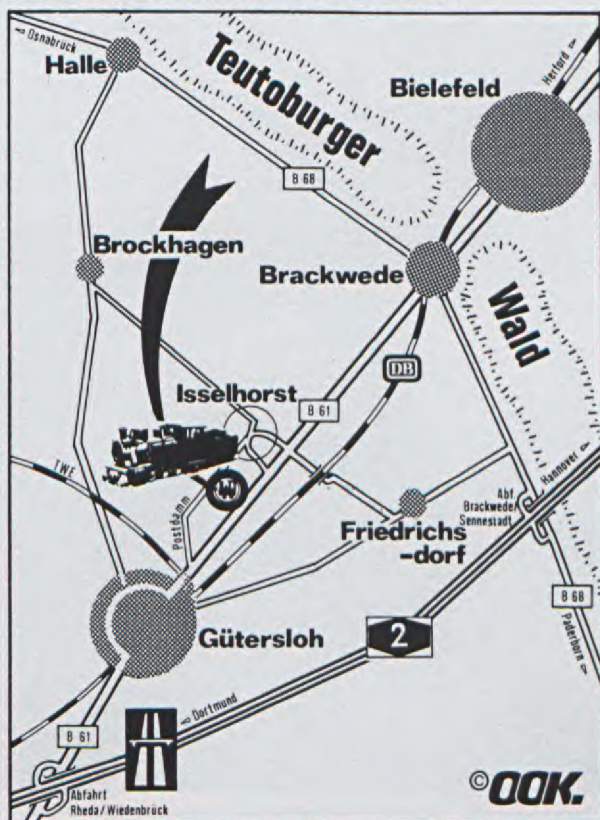 Osnabrück
Halle
Teutoburger
Bielefeld
Herford
B 68
Brockhagen
Brackwede
Wald
DB
Isselhorst
B 61
Hannover
TWE
W
Postdamm
Abf.
Brackwede/
Sennestadt
Friedrichs
-dorf
B 68
Paderborn
Gütersloh
2
Dortmund
B 61
Abfahrt
Rheda/Wiedenbrück
©OOK.